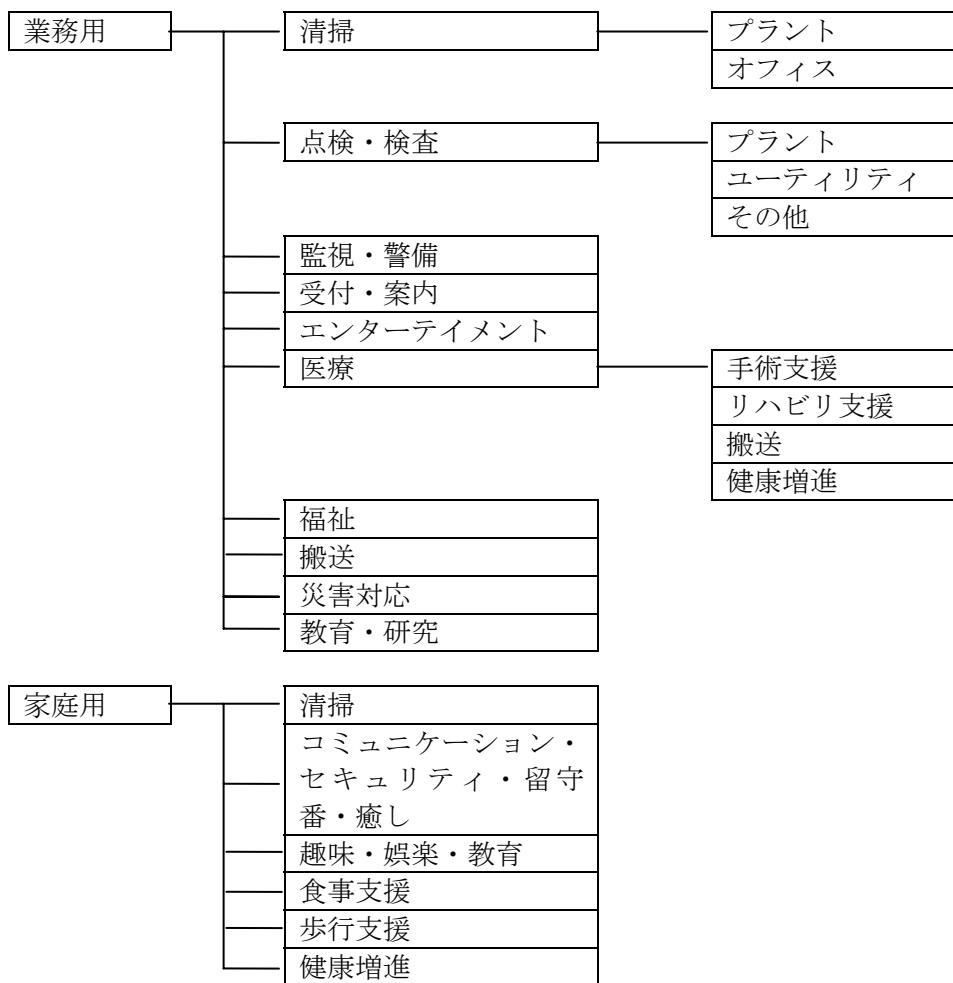 業務用
清掃
プラント
オフィス
点検・検査
プラント
ユーティリティ
その他
監視・警備
受付・案内
エンターテイメント
医療
手術支援
リハビリ支援
搬送
健康増進
福祉
搬送
災害対応
教育・研究
家庭用
清掃
コミュニケーション・
セキュリティ・留守
番・癒し
趣味・娯楽・教育
食事支援
歩行支援
健康増進